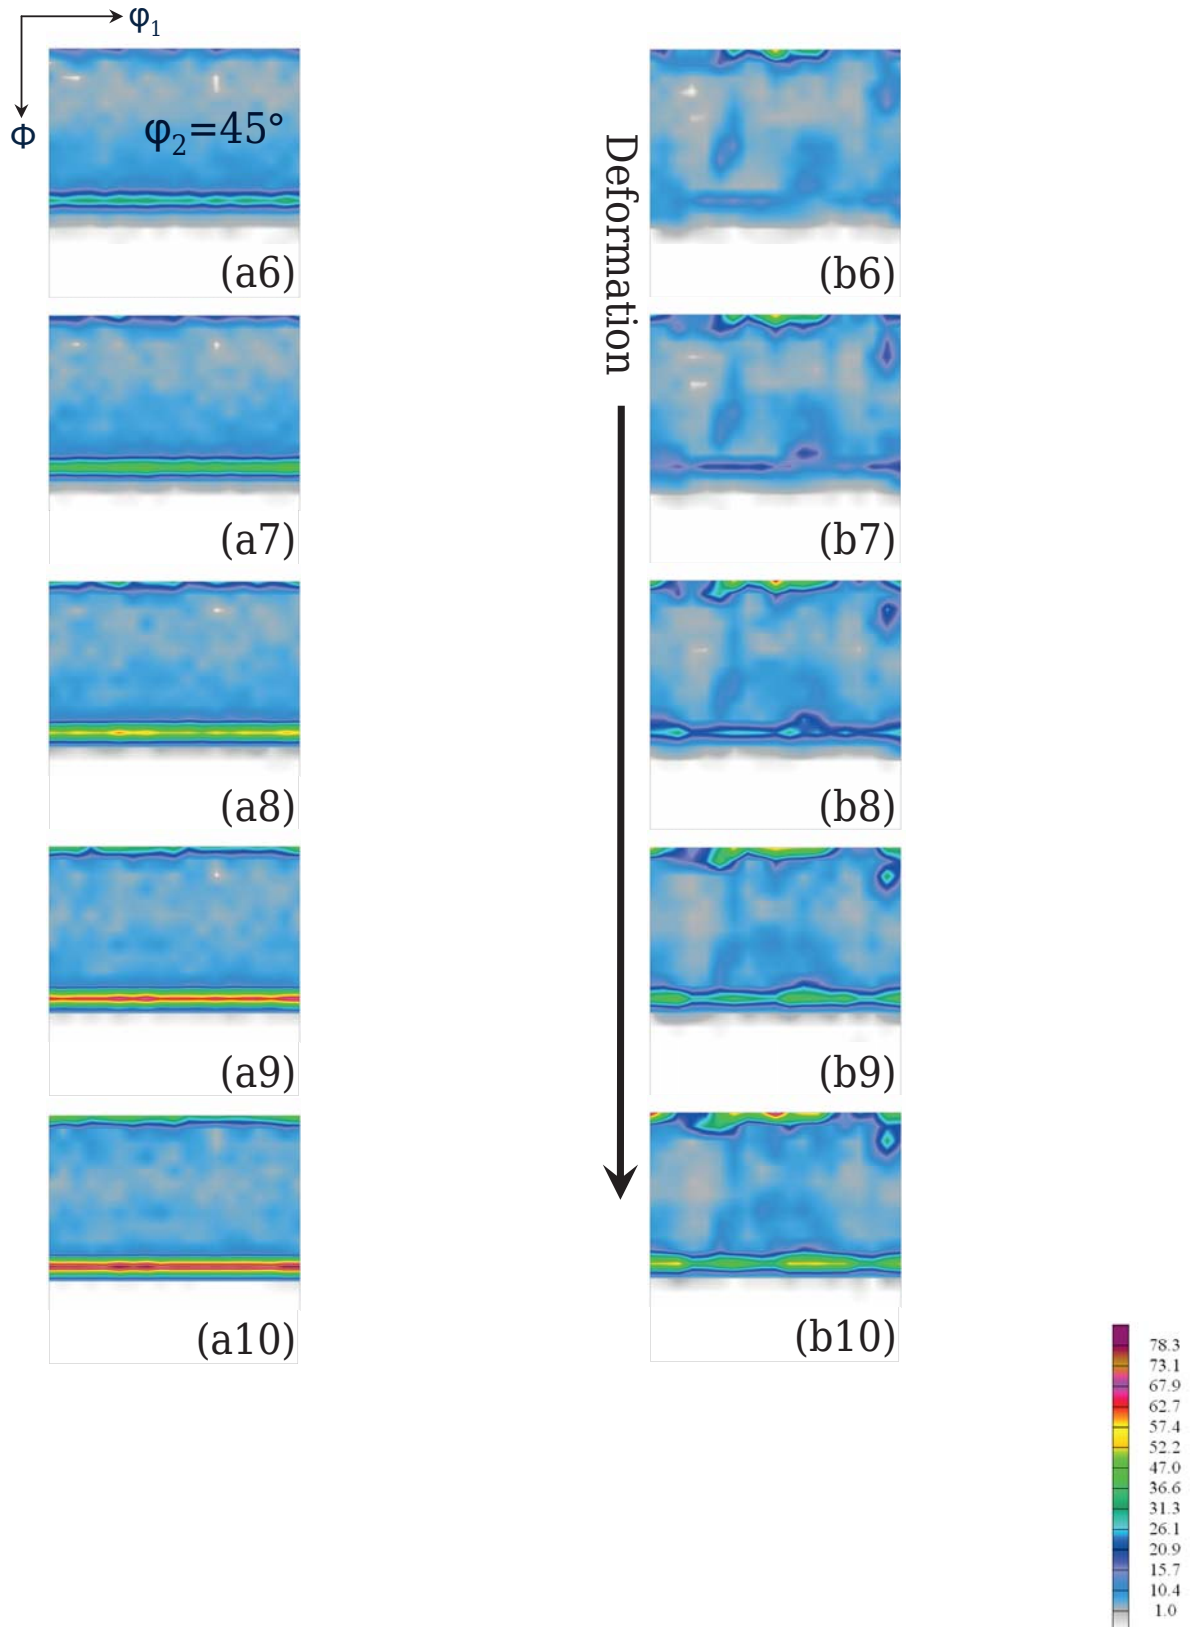 φ1
Φ
φ2=45°
(a6)
(b6)
Deformation
(a7)
(b7)
(a8)
(b8)
(a9)
(b9)
(a10)
(b10)
78.3
73.1
67.9
62.7
57.4
52.2
47.0
36.6
31.3
26.1
20.9
15.7
10.4
1.0